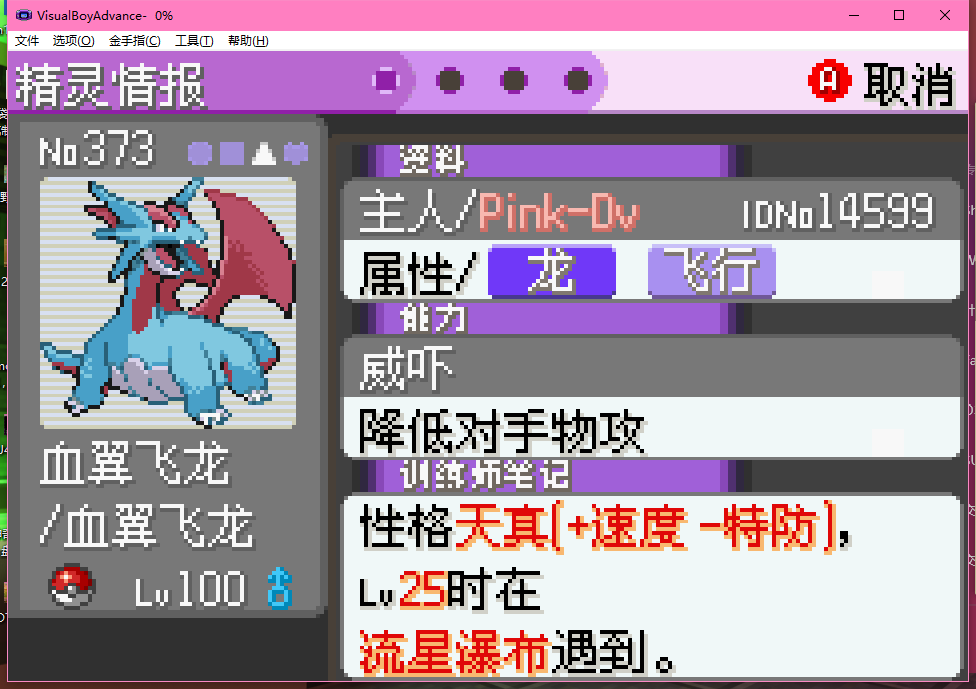 VisualBoyAdvance- 0%
文件 选项(O) 金手指(C) 工具(T) 帮助(H)
精灵情报
A 取消
No373
血翼飞龙
/血翼飞龙
Lv100 ♂
资料
主人/Pink-Dv IDNo14599
属性/ 龙 飞行
能力
威吓
降低对手物攻
训练师笔记
性格天真(+速度 -特防),
Lv25时在
流星瀑布遇到。